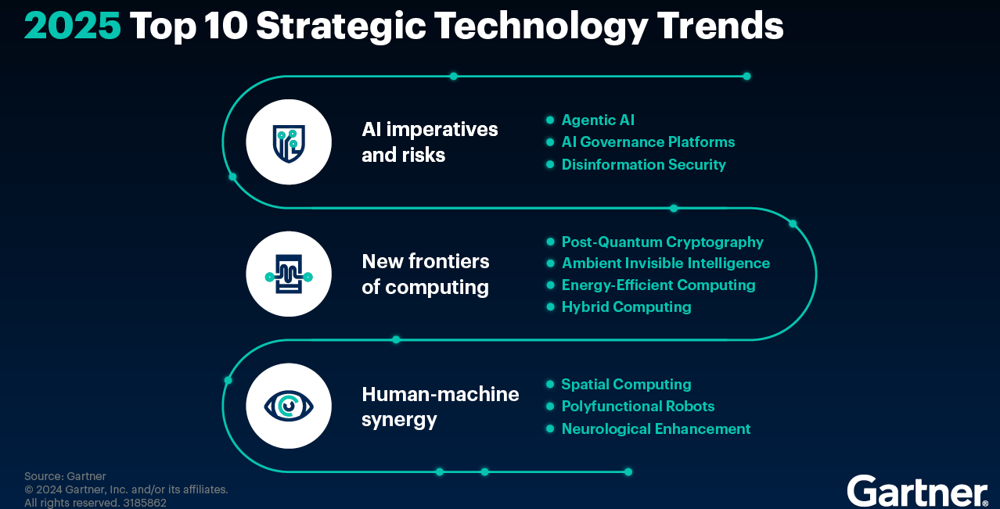 2025 Top 10 Strategic Technology Trends
AI imperatives
and risks
Agentic AI
AI Governance Platforms
Disinformation Security
New frontiers
of computing
Post-Quantum Cryptography
Ambient Invisible Intelligence
Energy-Efficient Computing
Hybrid Computing
Human-machine
synergy
Spatial Computing
Polyfunctional Robots
Neurological Enhancement
Source: Gartner
© 2024 Gartner, Inc. and/or its affiliates.
All rights reserved. 3185862
Gartner®